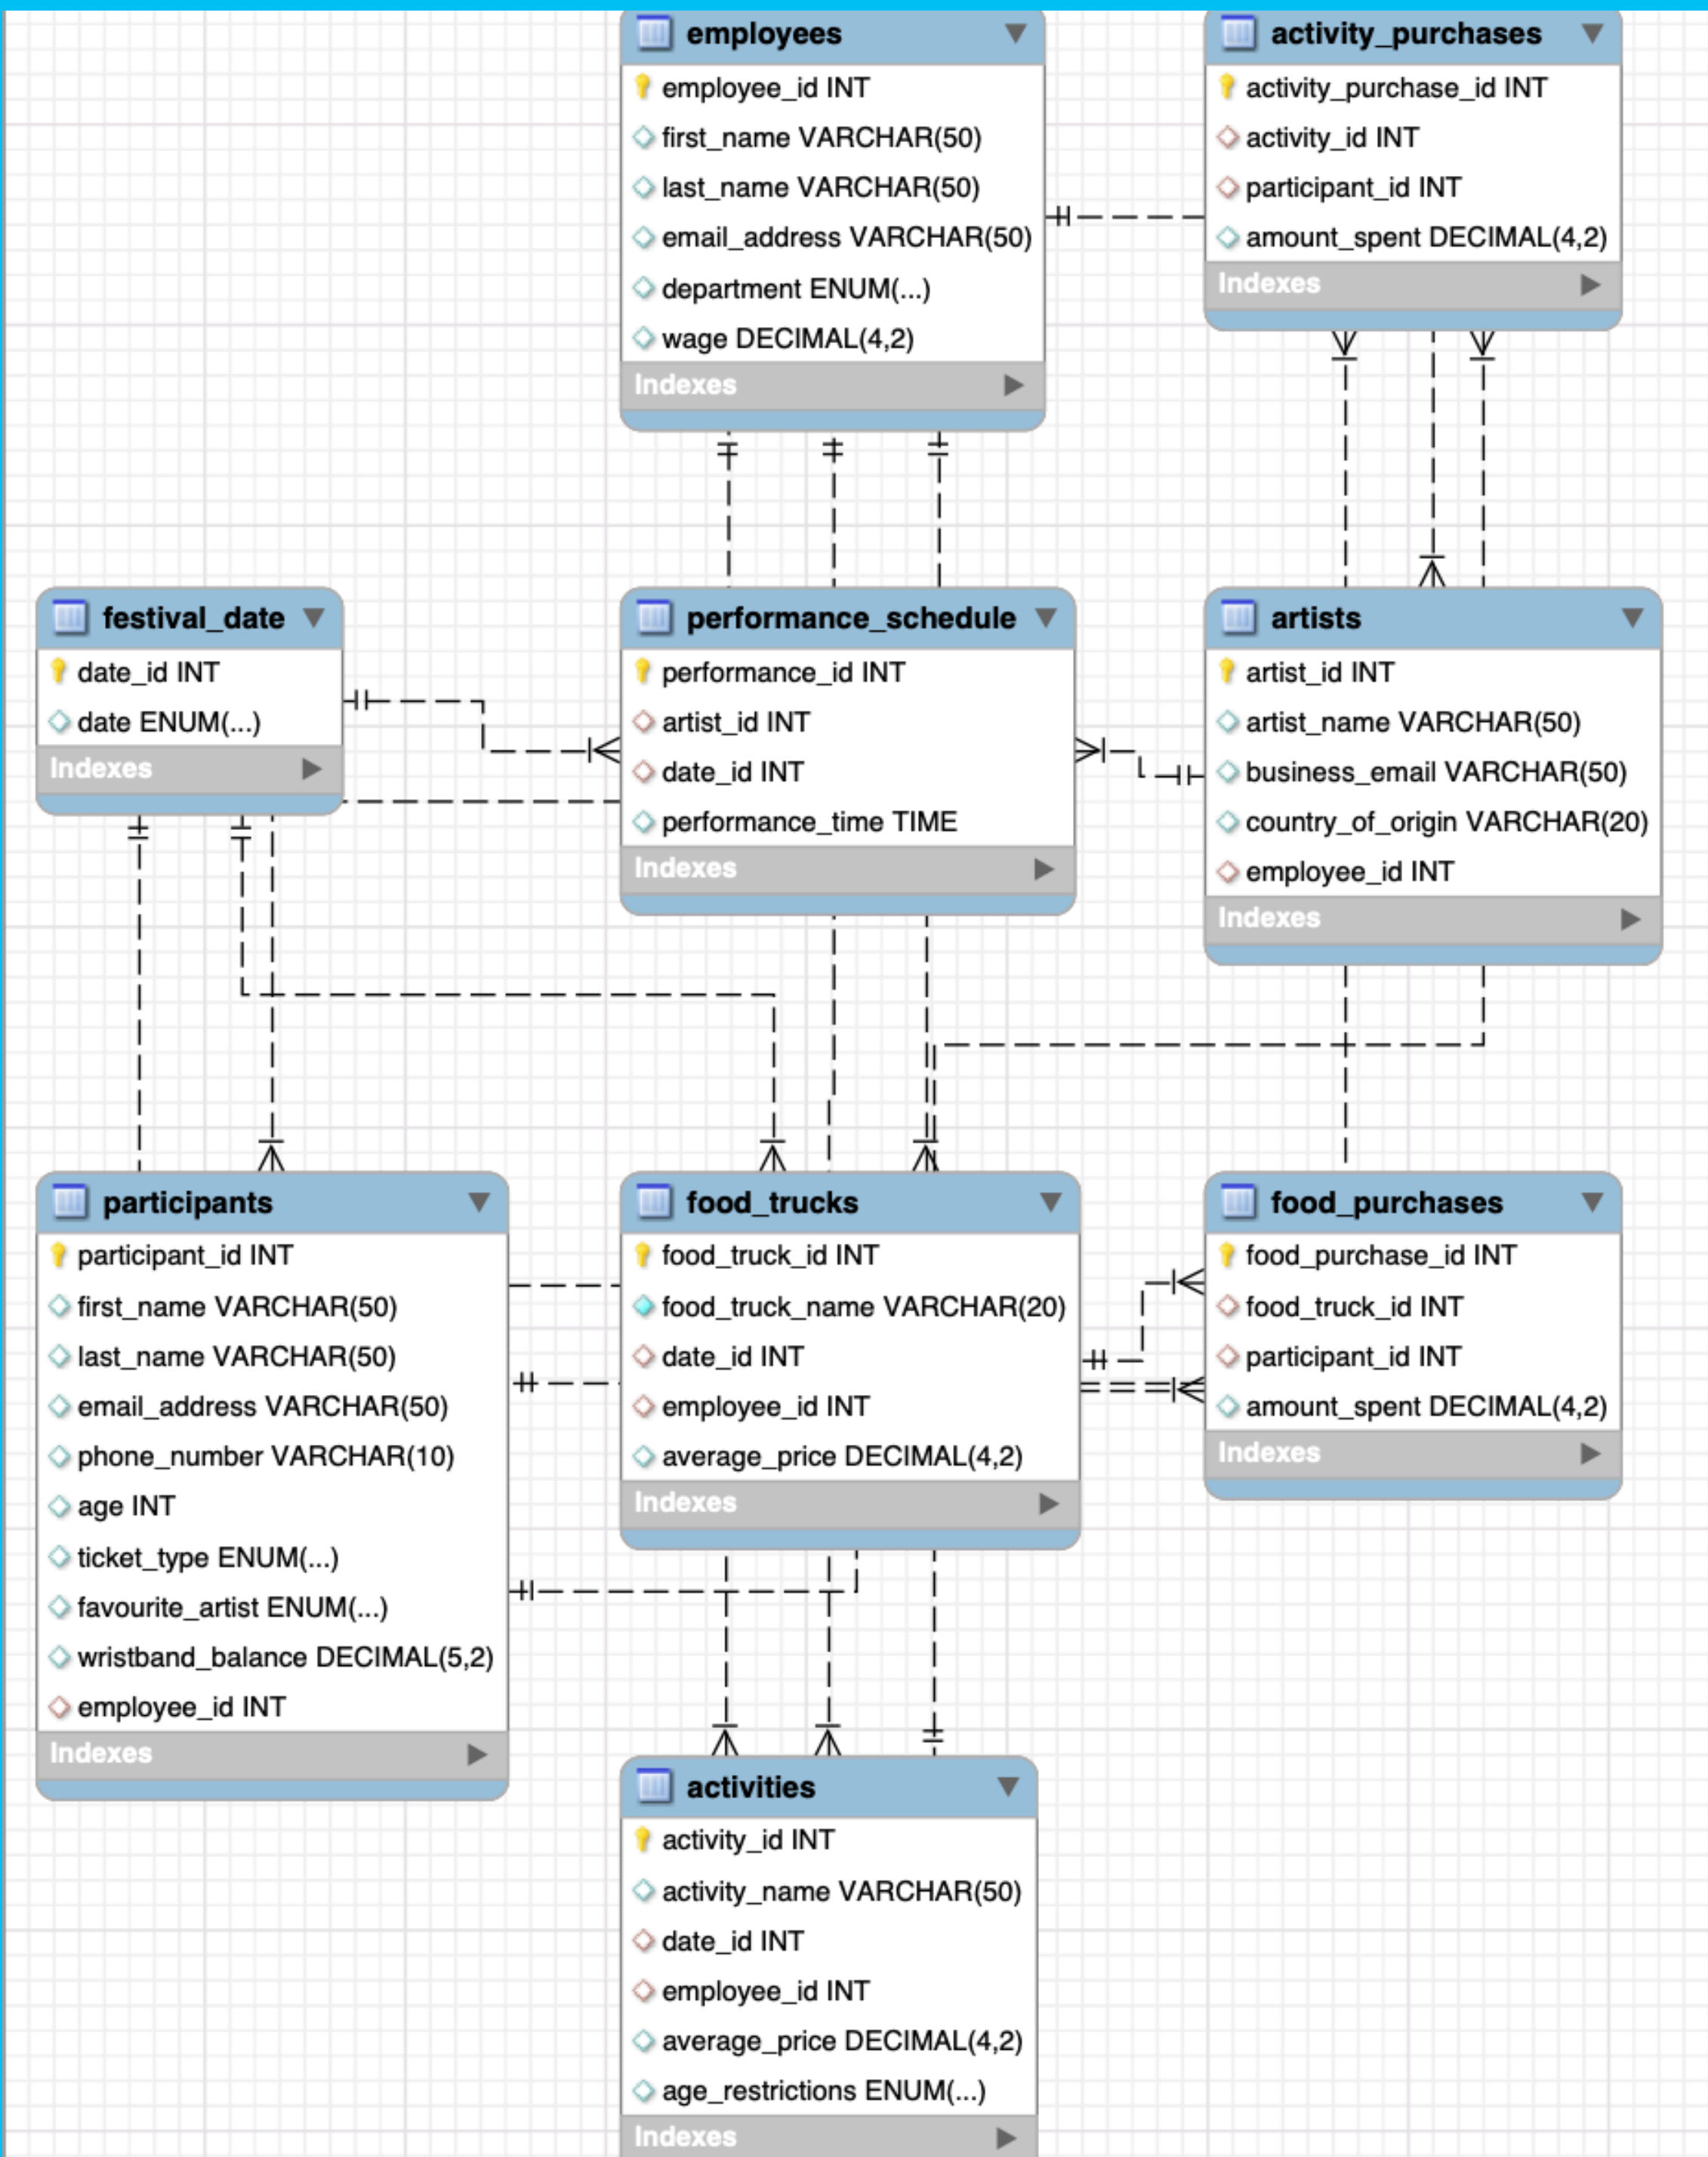 employees
employee_id INT
first_name VARCHAR(50)
last_name VARCHAR(50)
email_address VARCHAR(50)
department ENUM(...)
wage DECIMAL(4,2)
Indexes
activity_purchases
activity_purchase_id INT
activity_id INT
participant_id INT
amount_spent DECIMAL(4,2)
Indexes
festival_date
date_id INT
date ENUM(...)
Indexes
performance_schedule
performance_id INT
artist_id INT
date_id INT
performance_time TIME
Indexes
artists
artist_id INT
artist_name VARCHAR(50)
business_email VARCHAR(50)
country_of_origin VARCHAR(20)
employee_id INT
Indexes
participants
participant_id INT
first_name VARCHAR(50)
last_name VARCHAR(50)
email_address VARCHAR(50)
phone_number VARCHAR(10)
age INT
ticket_type ENUM(...)
favourite_artist ENUM(...)
wristband_balance DECIMAL(5,2)
employee_id INT
Indexes
food_trucks
food_truck_id INT
food_truck_name VARCHAR(20)
date_id INT
employee_id INT
average_price DECIMAL(4,2)
Indexes
food_purchases
food_purchase_id INT
food_truck_id INT
participant_id INT
amount_spent DECIMAL(4,2)
Indexes
activities
activity_id INT
activity_name VARCHAR(50)
date_id INT
employee_id INT
average_price DECIMAL(4,2)
age_restrictions ENUM(...)
Indexes